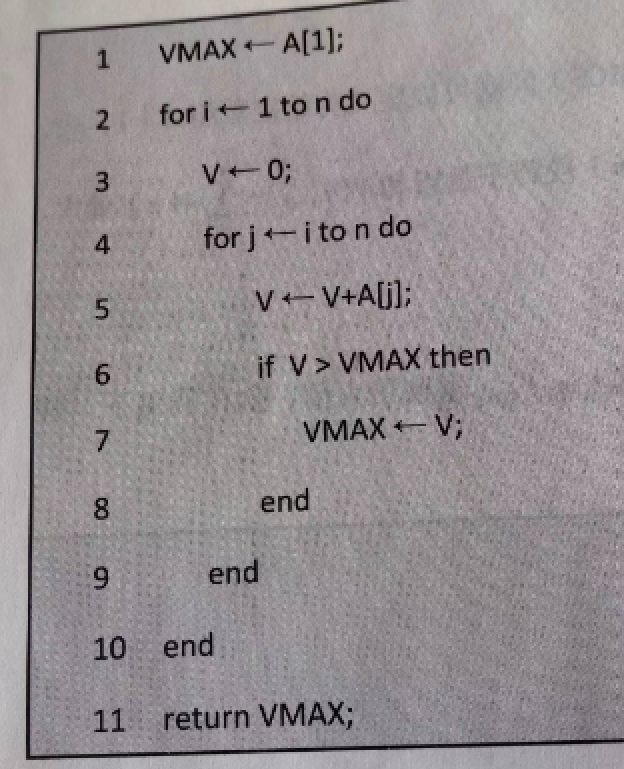 1 VMAX ← A[1];
2 for i ← 1 to n do
3 V ← 0;
4 for j ← i to n do
5 V ← V+A[j];
6 if V > VMAX then
7 VMAX ← V;
8 end
9 end
10 end
11 return VMAX;